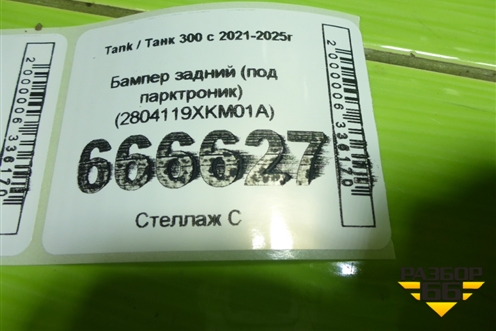 Tank / Танк 300 с 2021-2025г
Бампер задний (под
парктроник)
(2804119XKM01A)
666627
Стеллаж С
2000006336170
2000006336170
РАЗБОР
66